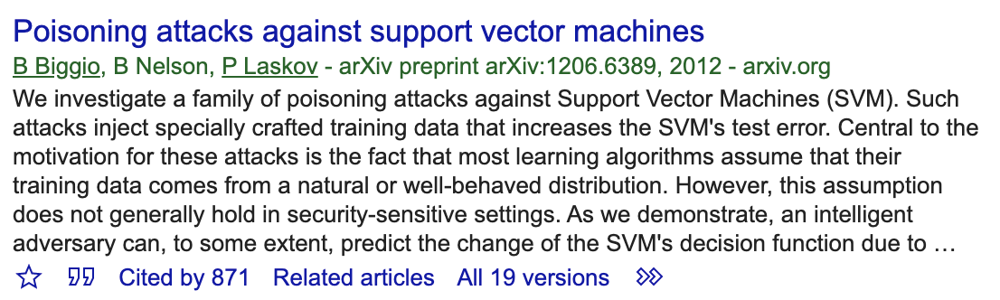 Poisoning attacks against support vector machines
B Biggio, B Nelson, P Laskov - arXiv preprint arXiv:1206.6389, 2012 - arxiv.org
We investigate a family of poisoning attacks against Support Vector Machines (SVM). Such
attacks inject specially crafted training data that increases the SVM's test error. Central to the
motivation for these attacks is the fact that most learning algorithms assume that their
training data comes from a natural or well-behaved distribution. However, this assumption
does not generally hold in security-sensitive settings. As we demonstrate, an intelligent
adversary can, to some extent, predict the change of the SVM's decision function due to …
Cited by 871 Related articles All 19 versions